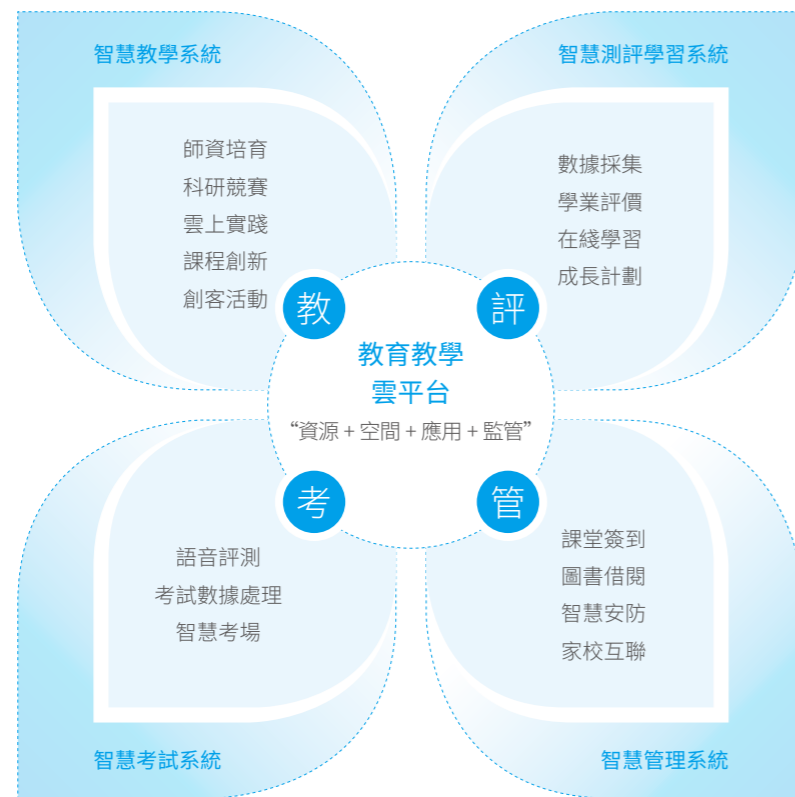 智慧教學系統
師資培育
科研競賽
雲上實踐
課程創新
創客活動
教
智慧測評學習系統
數據採集
學業評價
在綫學習
成長計劃
評
教育教學
雲平台
“資源 + 空間 + 應用 + 監管”
考
語音評測
考試數據處理
智慧考場
智慧考試系統
管
課堂簽到
圖書借閱
智慧安防
家校互聯
智慧管理系統